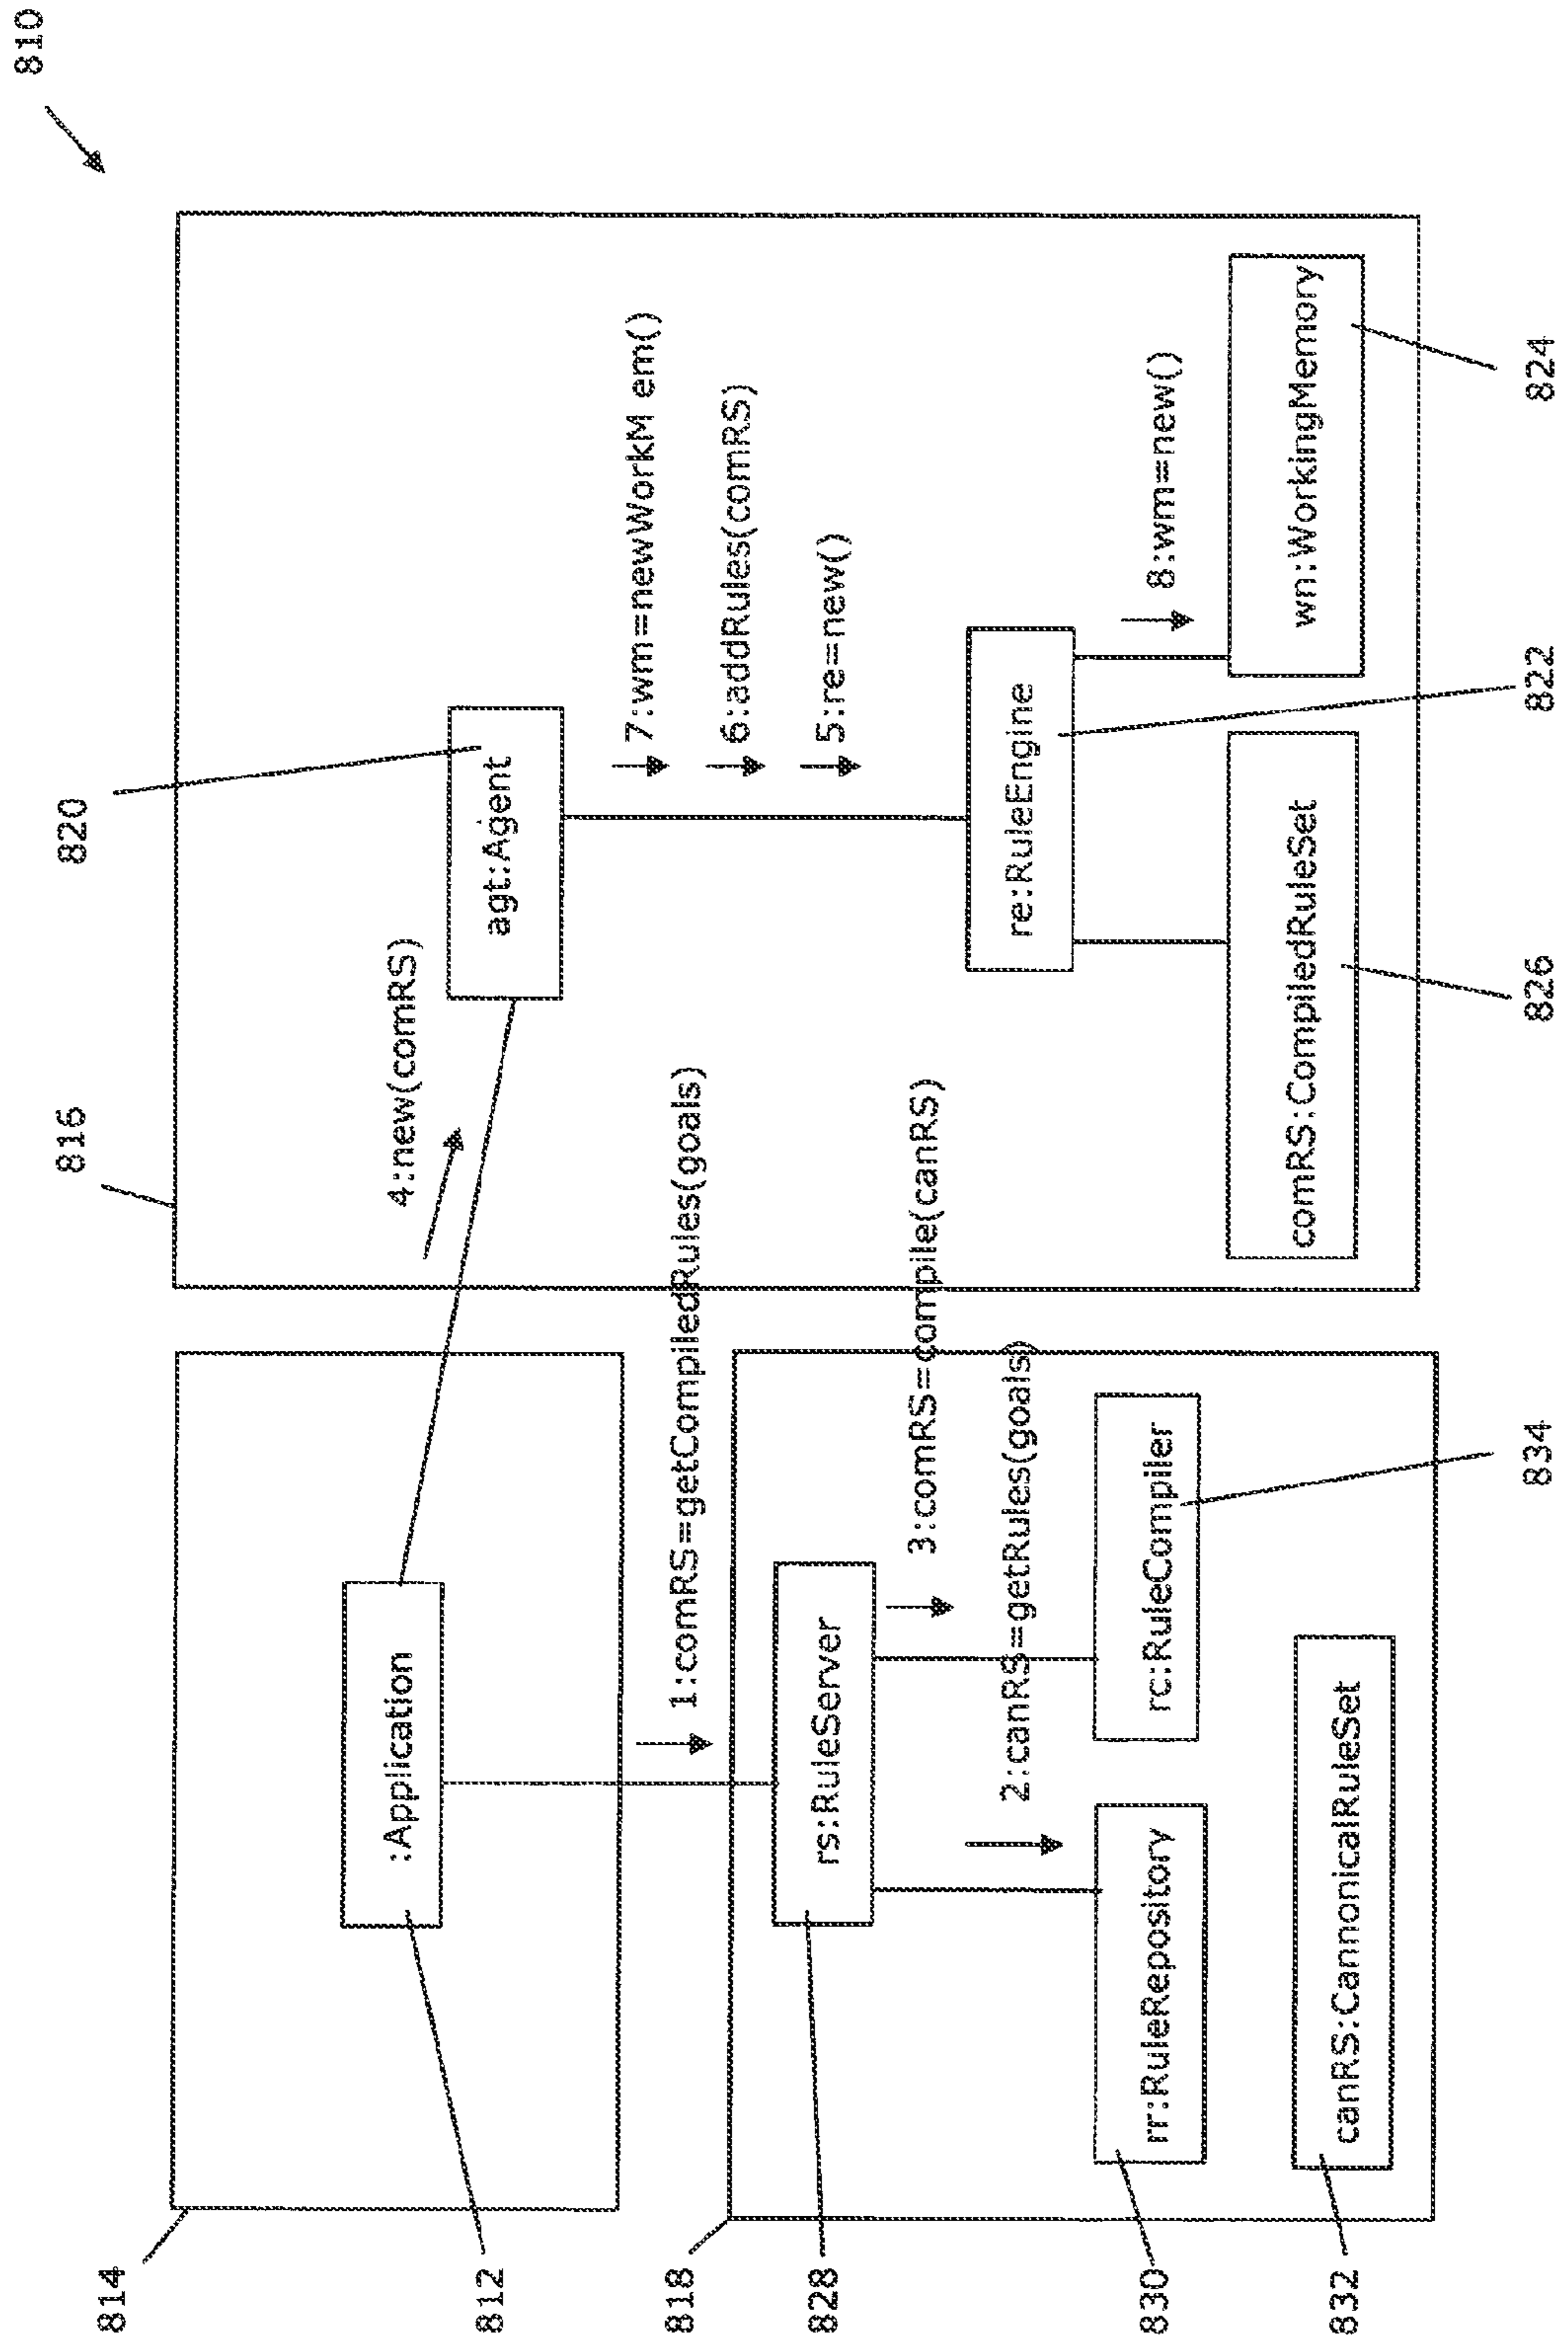 810
816
820
814
4:new(comRS)
:Application
agt:Agent
812
7:wm=newWorkM em()
1:comRS=getCompiledRules(goals)
6:addRules(comRS)
818
5:re=new()
rs:RuleServer
828
3:comRS=compile(canRS)
2:canRS=getRules(goals)
re:RuleEngine
8:wm=new()
rr:RuleRepository
rc:RuleCompiler
830
comRS:CompiledRuleSet
wn:WorkingMemory
canRS:CannonicalRuleSet
832
834
826
822
824